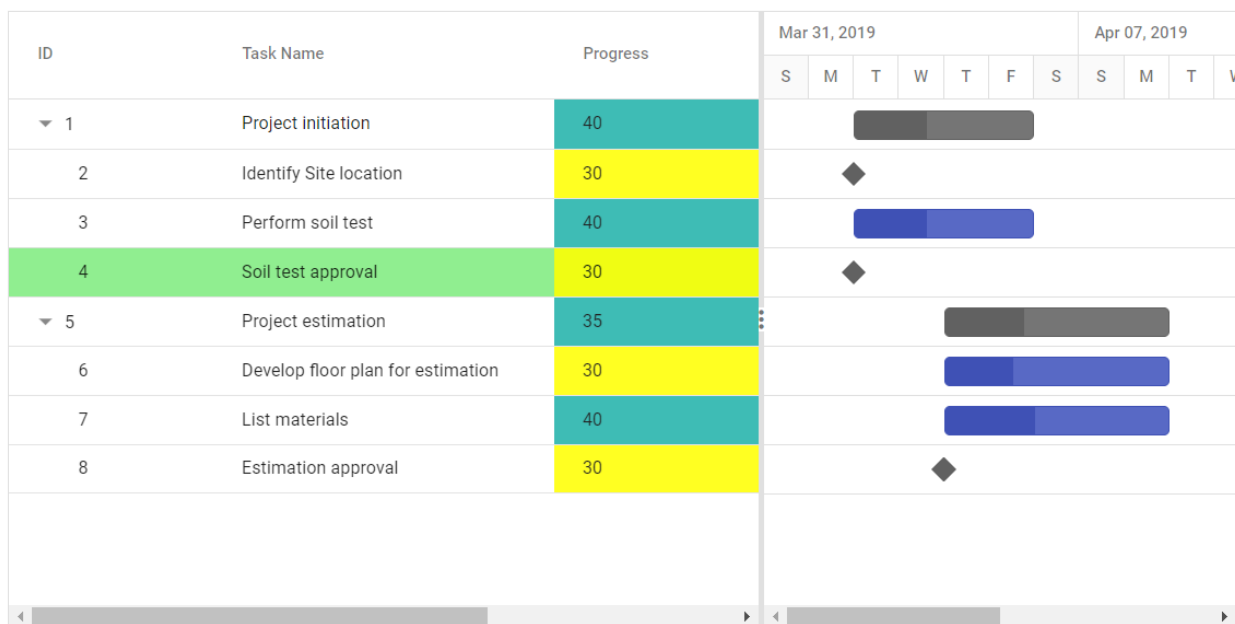 ID Task Name Progress Mar 31, 2019 Apr 07, 2019
S M T W T F S S M T
1 Project initiation 40
2 Identify Site location 30
3 Perform soil test 40
4 Soil test approval 30
5 Project estimation 35
6 Develop floor plan for estimation 30
7 List materials 40
8 Estimation approval 30